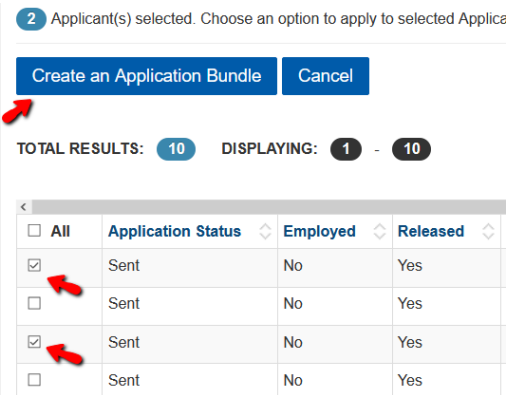 2 Applicant(s) selected. Choose an option to apply to selected
Create an Application Bundle Cancel
TOTAL RESULTS: 10 DISPLAYING: 1 - 10
All Application Status Employed Released
Sent No Yes
Sent No Yes
Sent No Yes
Sent No Yes